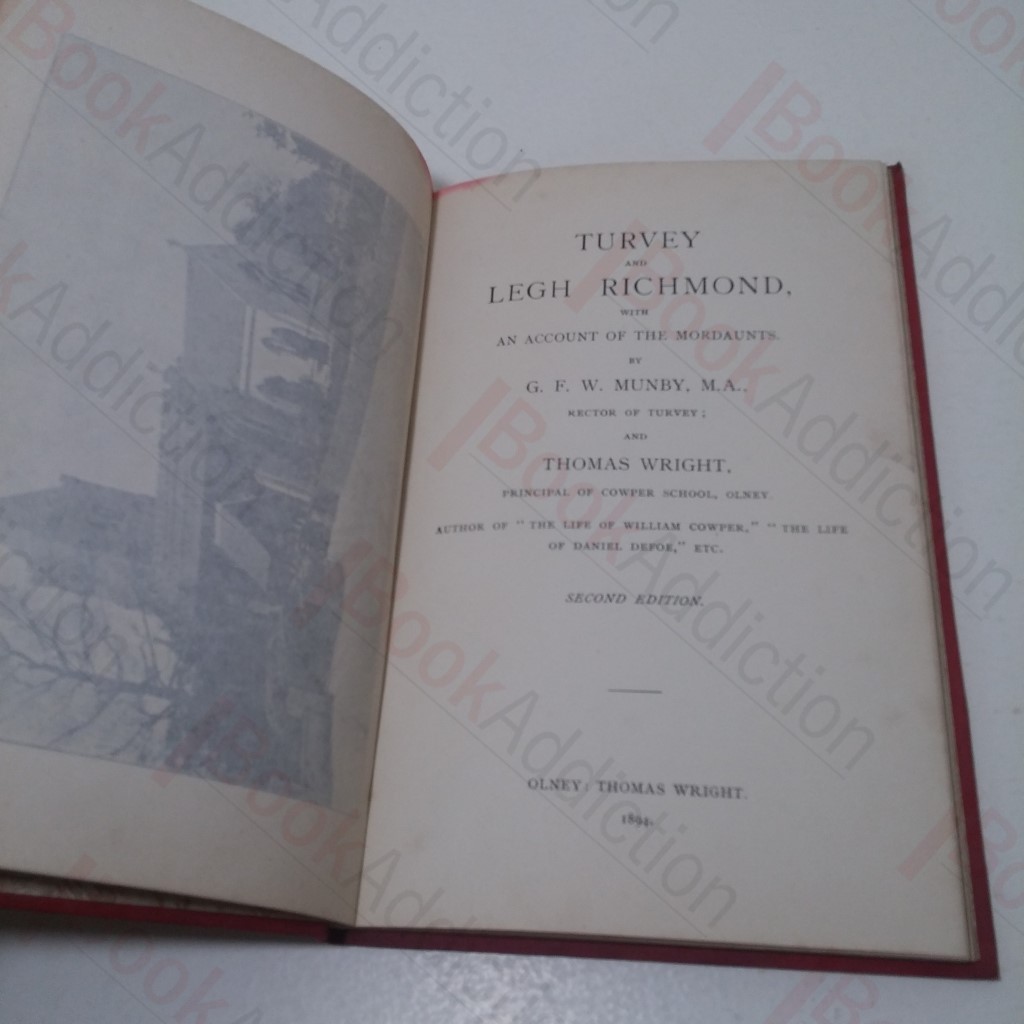 TURVEY
AND
LEGH RICHMOND,
WITH
AN ACCOUNT OF THE MORDAUNTS.
BY
G. F. W. MUNBY, M.A.,
RECTOR OF TURVEY;
AND
THOMAS WRIGHT,
PRINCIPAL OF COWPER SCHOOL, OLNEY.
AUTHOR OF "THE LIFE OF WILLIAM COWPER," "THE LIFE
OF DANIEL DEFOE," ETC.
SECOND EDITION.
OLNEY: THOMAS WRIGHT.
1894.
BookAddiction